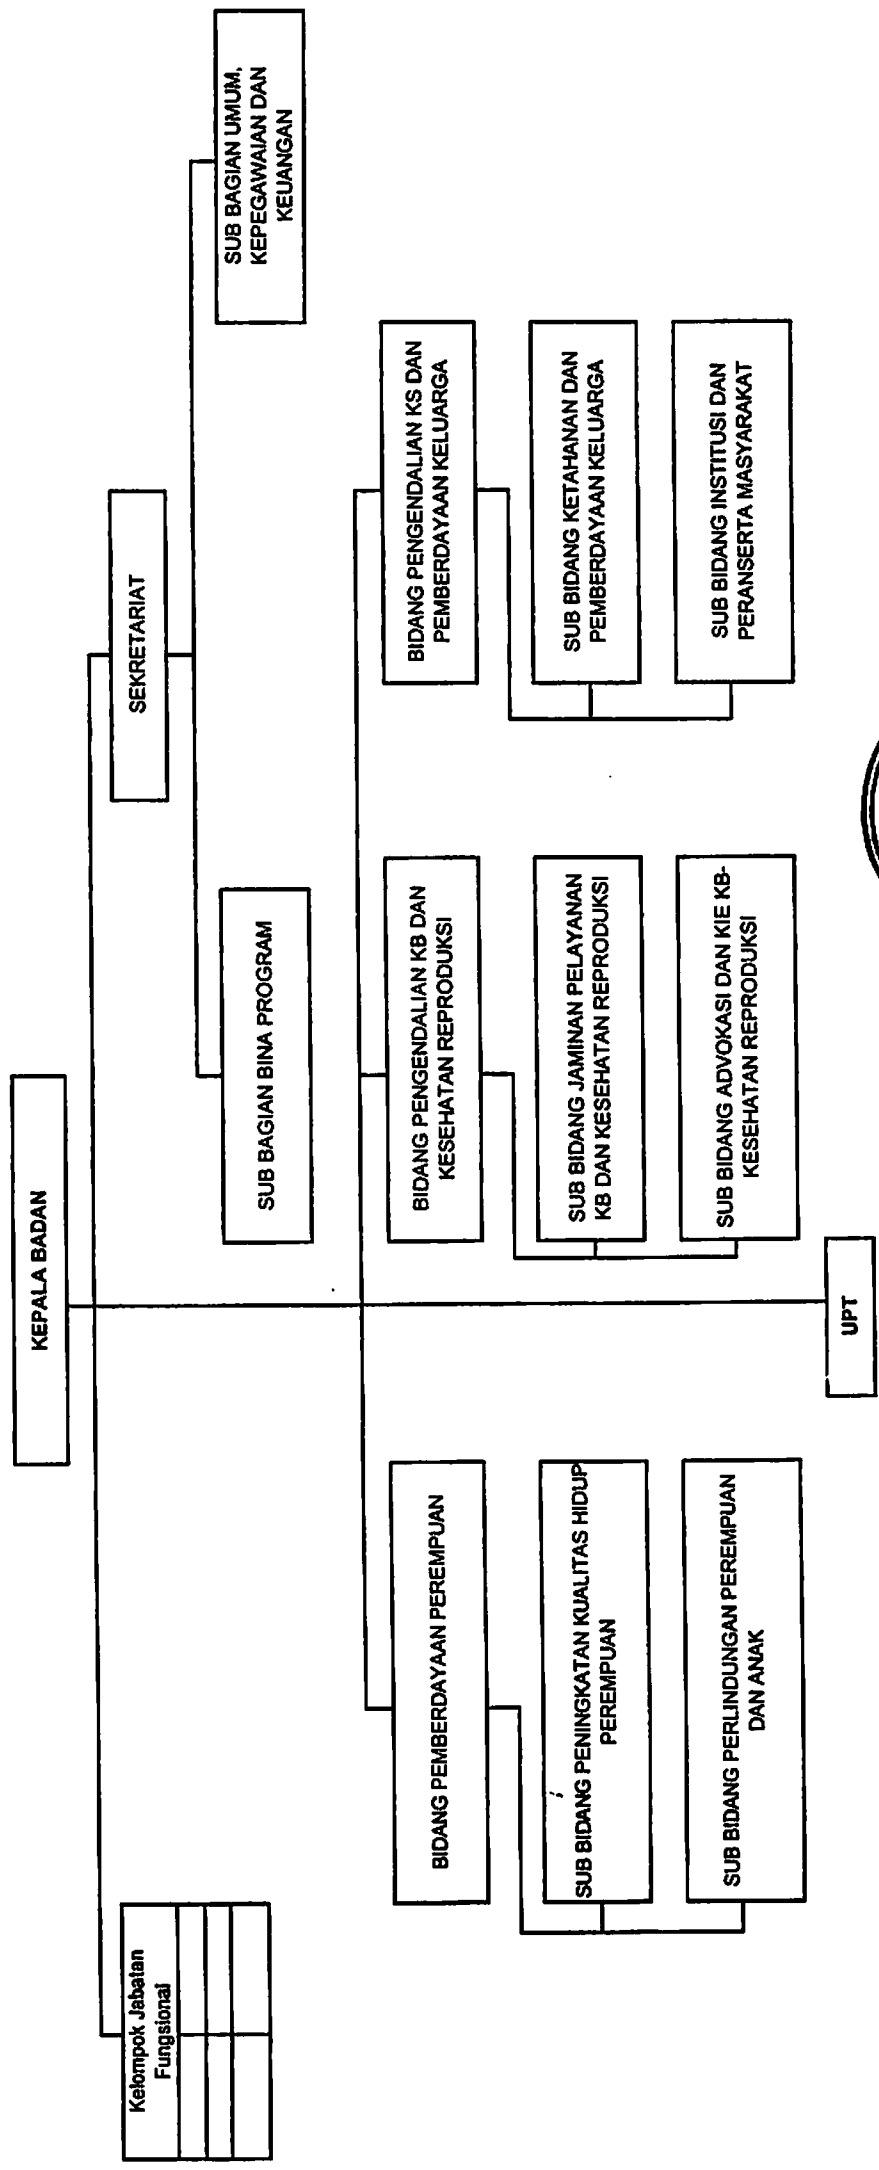 KEPALA BADAN
Kelompok Jabatan
Fungsional
SEKRETARIAT
SUB BAGIAN BINA PROGRAM
SUB BAGIAN UMUM,
KEPEGAWAIAN DAN
KEUANGAN
BIDANG PEMBERDAYAAN PEREMPUAN
SUB BIDANG PENINGKATAN KUALITAS HIDUP
PEREMPUAN
SUB BIDANG PERLINDUNGAN PEREMPUAN
DAN ANAK
BIDANG PENGENDALIAN KB DAN
KESEHATAN REPRODUKSI
SUB BIDANG JAMINAN PELAYANAN
KB DAN KESEHATAN REPRODUKSI
SUB BIDANG ADVOKASI DAN KIE KB-
KESEHATAN REPRODUKSI
BIDANG PENGENDALIAN KS DAN
PEMBERDAYAAN KELUARGA
SUB BIDANG KETAHANAN DAN
PEMBERDAYAAN KELUARGA
SUB BIDANG INSTITUSI DAN
PERANSERTA MASYARAKAT
UPT